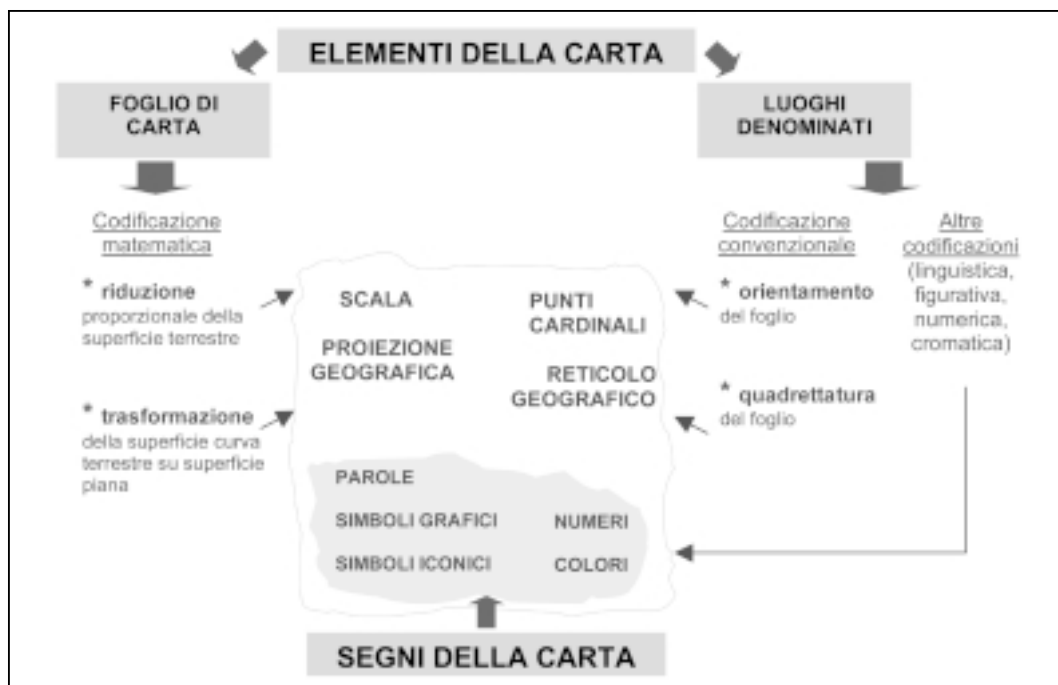 ELEMENTI DELLA CARTA
FOGLIO DI
CARTA
LUOGHI
DENOMINATI
Codificazione
matematica
* riduzione
proporzionale della
superficie terrestre
* trasformazione
della superficie curva
terrestre su superficie
piana
SCALA
PROIEZIONE
GEOGRAFICA
PUNTI
CARDINALI
RETICOLO
GEOGRAFICO
Codificazione
convenzionale
* orientamento
del foglio
* quadrettatura
del foglio
Altre
codificazioni
(linguistica,
figurativa,
numerica,
cromatica)
PAROLE
SIMBOLI GRAFICI
SIMBOLI ICONICI
NUMERI
COLORI
SEGNI DELLA CARTA